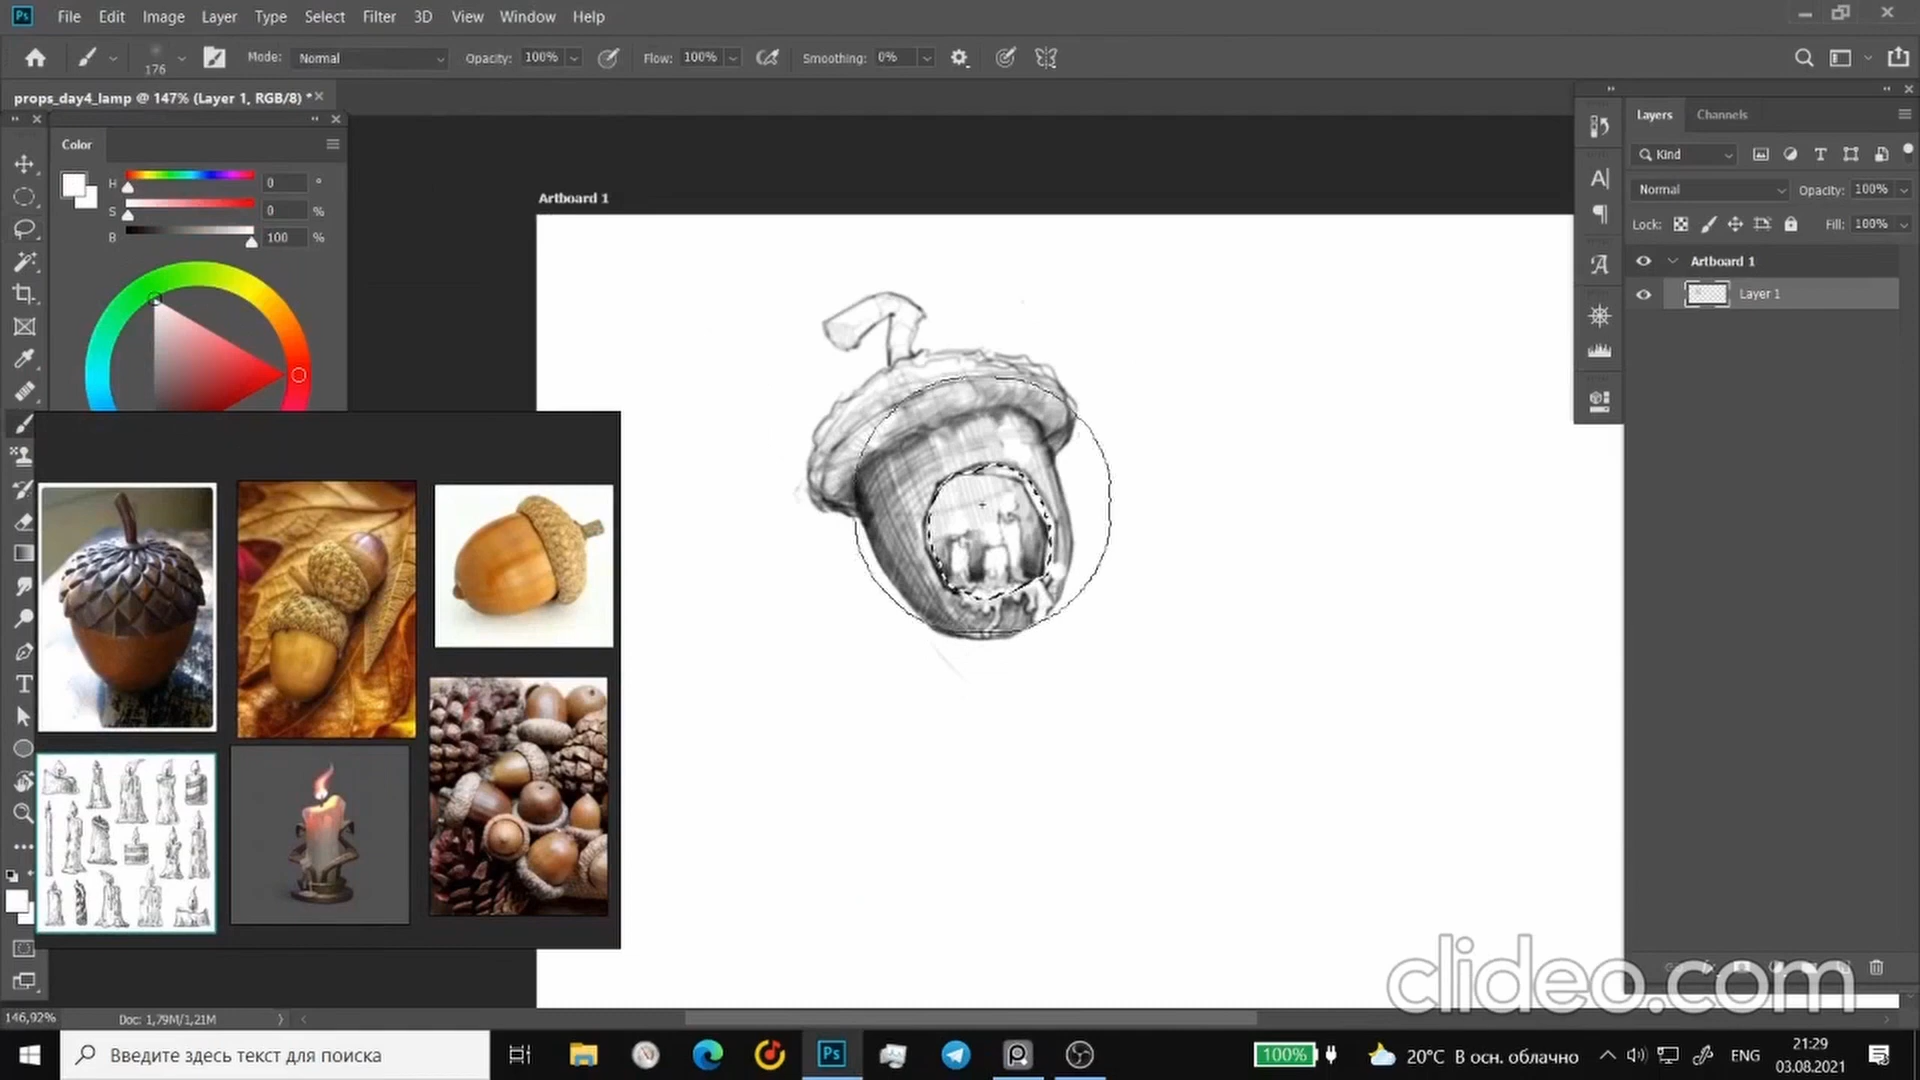 Ps File Edit Image Layer Type Select Filter 3D View Window Help
176 Mode: Normal Opacity: 100% Flow: 100% Smoothing: 0%
props_day4_lamp @ 147% (Layer 1, RGB/8) *
Color
H 0 °
S 0 %
B 100 %
Artboard 1
Layers Channels
Kind
Normal Opacity: 100%
Lock: Fill: 100%
Artboard 1
Layer 1
clideo.com
146,92% Doc: 1,79M/1,21M
Введите здесь текст для поиска
Ps
100%
20°C В осн. облачно
ENG
21:29
03.08.2021